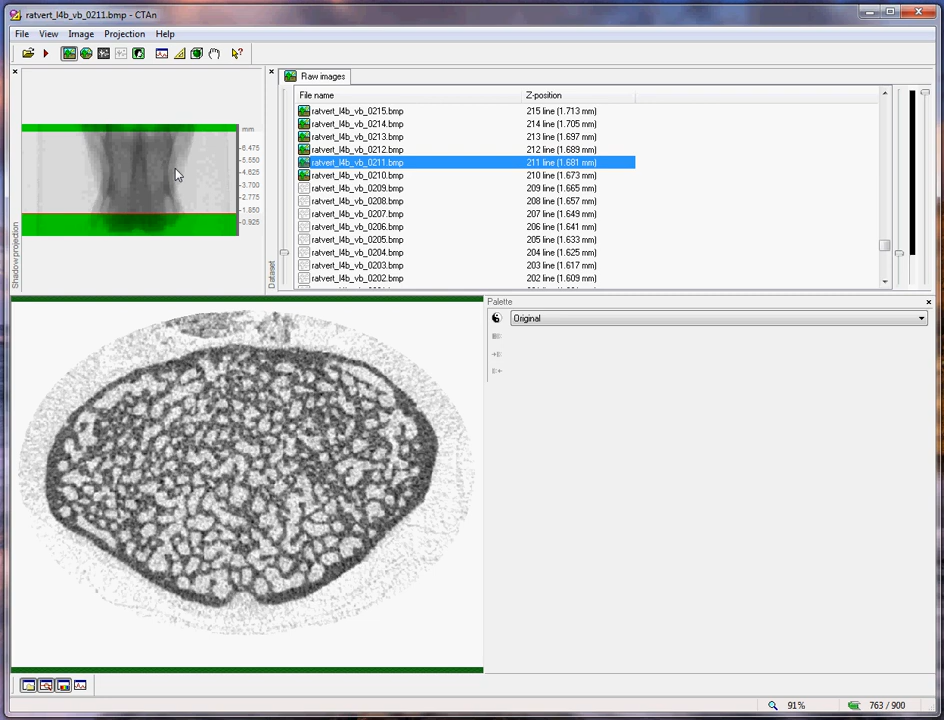 ratvert_l4b_vb_0211.bmp - CTAn
File View Image Projection Help
Raw images
File name Z-position
ratvert_l4b_vb_0215.bmp 215 line (1.713 mm)
ratvert_l4b_vb_0214.bmp 214 line (1.705 mm)
ratvert_l4b_vb_0213.bmp 213 line (1.697 mm)
ratvert_l4b_vb_0212.bmp 212 line (1.689 mm)
ratvert_l4b_vb_0211.bmp 211 line (1.681 mm)
ratvert_l4b_vb_0210.bmp 210 line (1.673 mm)
ratvert_l4b_vb_0209.bmp 209 line (1.665 mm)
ratvert_l4b_vb_0208.bmp 208 line (1.657 mm)
ratvert_l4b_vb_0207.bmp 207 line (1.649 mm)
ratvert_l4b_vb_0206.bmp 206 line (1.641 mm)
ratvert_l4b_vb_0205.bmp 205 line (1.633 mm)
ratvert_l4b_vb_0204.bmp 204 line (1.625 mm)
ratvert_l4b_vb_0203.bmp 203 line (1.617 mm)
ratvert_l4b_vb_0202.bmp 202 line (1.609 mm)
mm
6.475
5.550
4.625
3.700
2.775
1.850
0.925
Shadow projection
Dataset
Palette
Original
91% 763 / 900